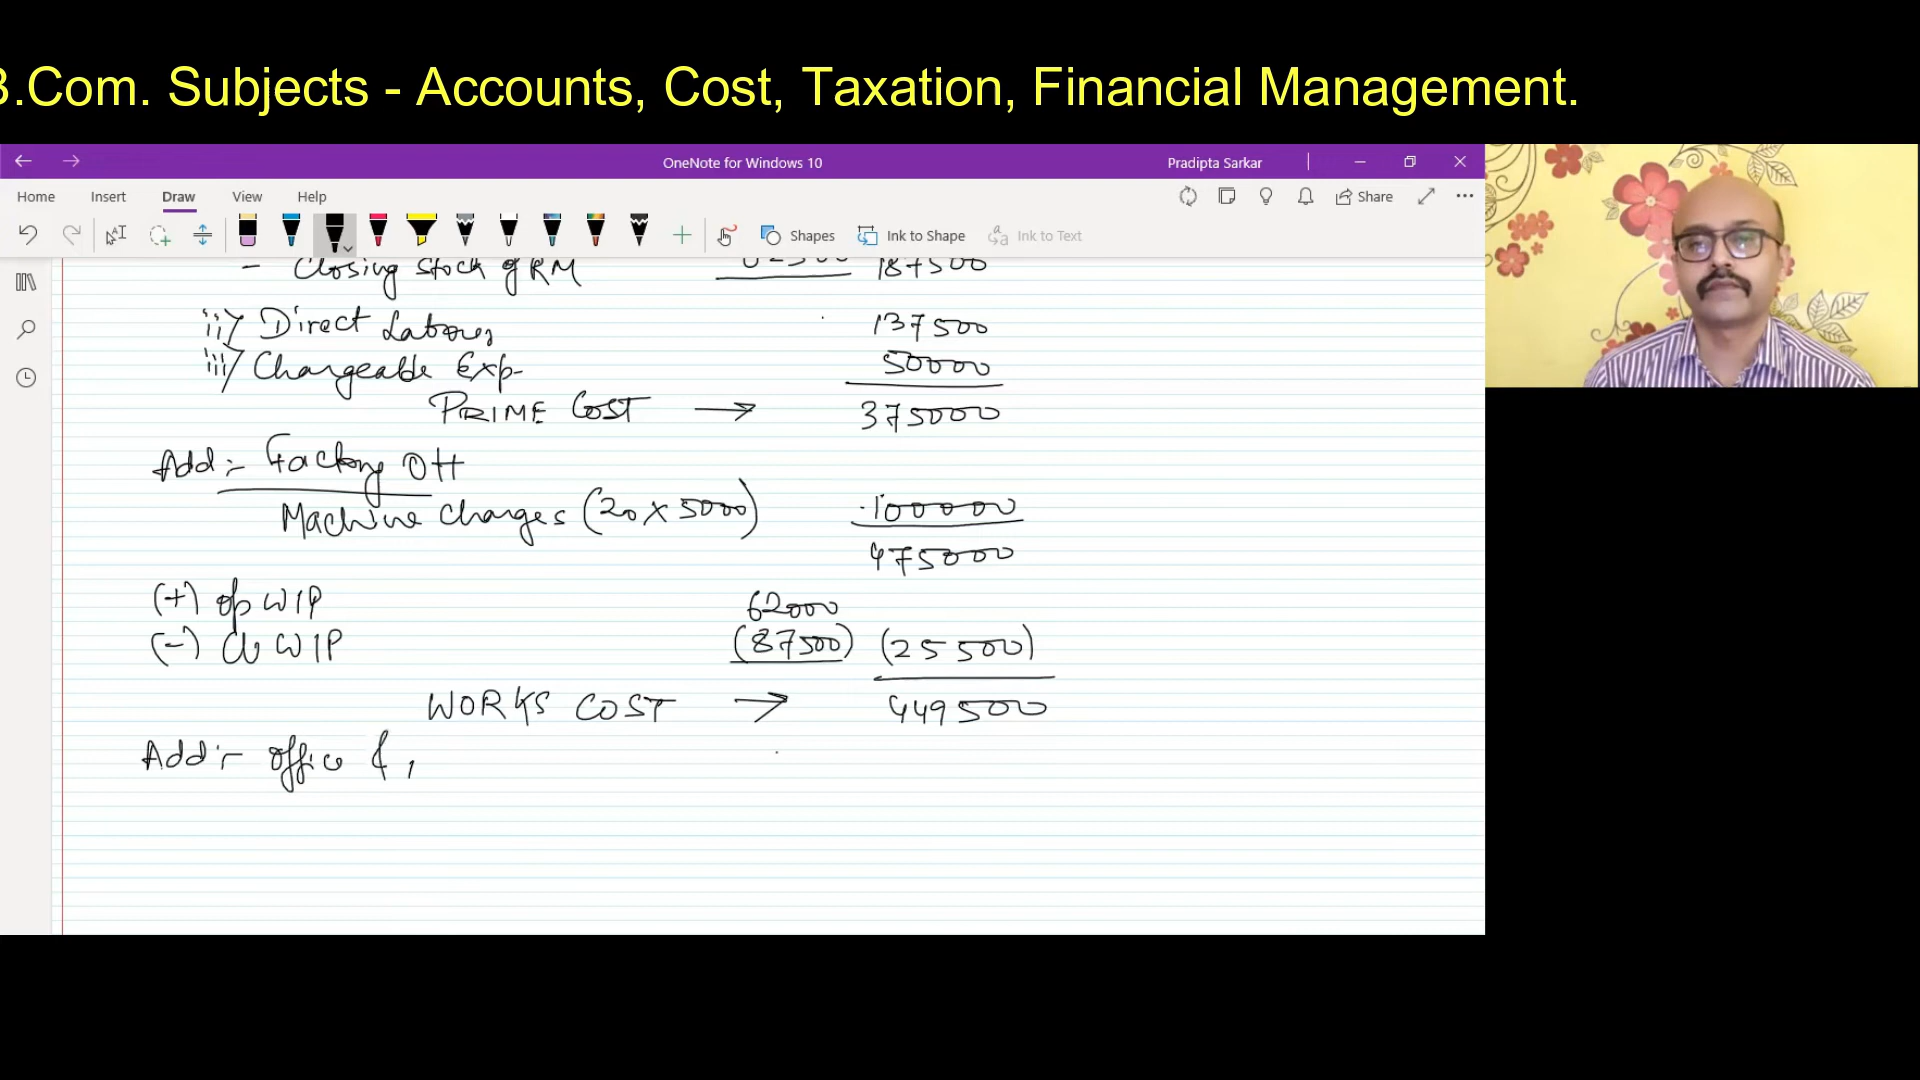 B.Com. Subjects - Accounts, Cost, Taxation, Financial Management.
OneNote for Windows 10
Pradipta Sarkar
Home Insert Draw View Help
Share
Shapes Ink to Shape Ink to Text
- Closing stock of RM 62500 187500
ii) Direct Labour 137500
iii) Chargeable Exp- 50000
PRIME COST → 375000
Add:- Factory OH
Machine charges (20 x 5000) 100000
475000
(+) op WIP 62000
(-) Cl WIP (87500) (25500)
WORKS COST → 449500
Add:- office &